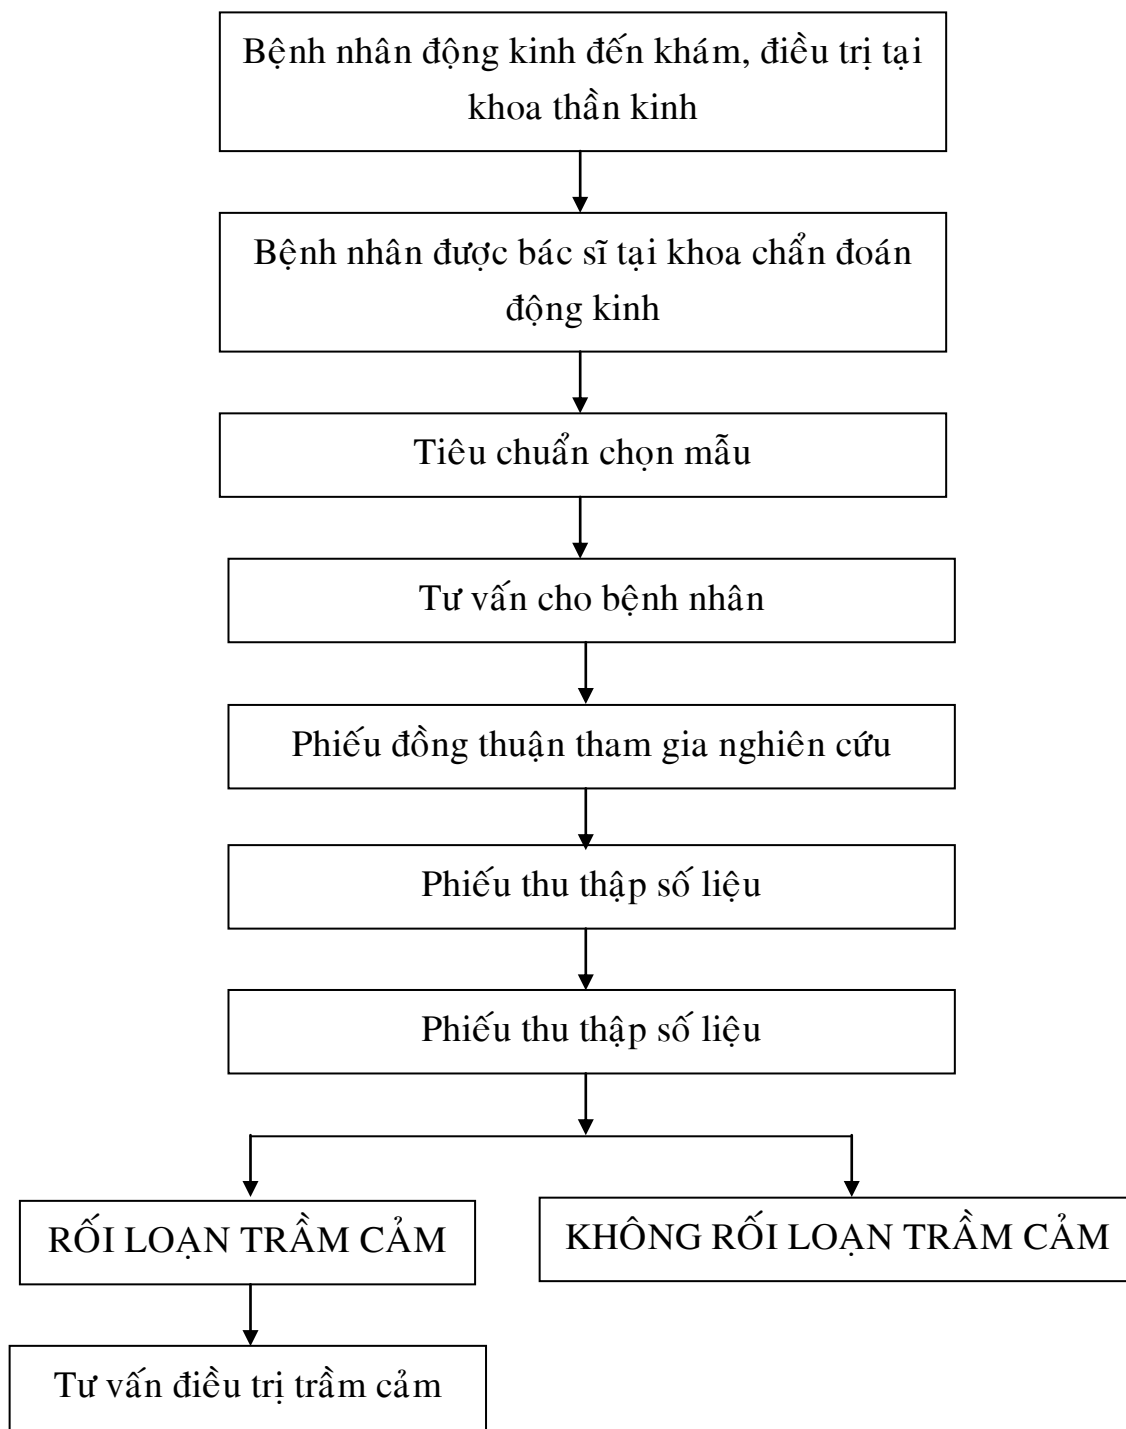 Bệnh nhân động kinh đến khám, điều trị tại
khoa thần kinh
Bệnh nhân được bác sĩ tại khoa chẩn đoán
động kinh
Tiêu chuẩn chọn mẫu
Tư vấn cho bệnh nhân
Phiếu đồng thuận tham gia nghiên cứu
Phiếu thu thập số liệu
Phiếu thu thập số liệu
RỐI LOẠN TRẦM CẢM
KHÔNG RỐI LOẠN TRẦM CẢM
Tư vấn điều trị trầm cảm